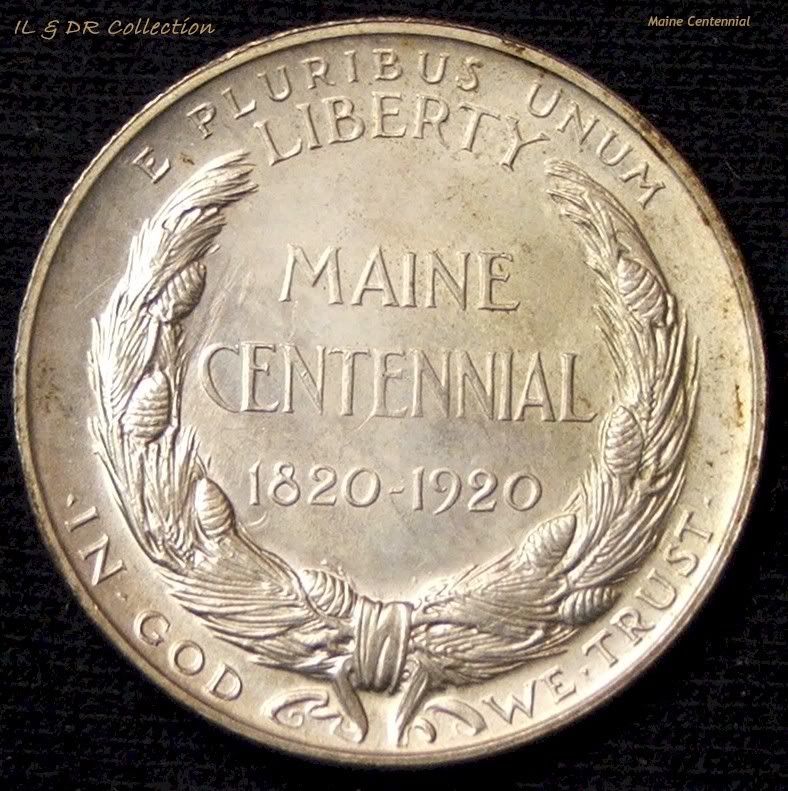 IL & DR Collection
Maine Centennial
E PLURIBUS UNUM
LIBERTY
MAINE
CENTENNIAL
1820-1920
·IN·GOD WE·TRUST·